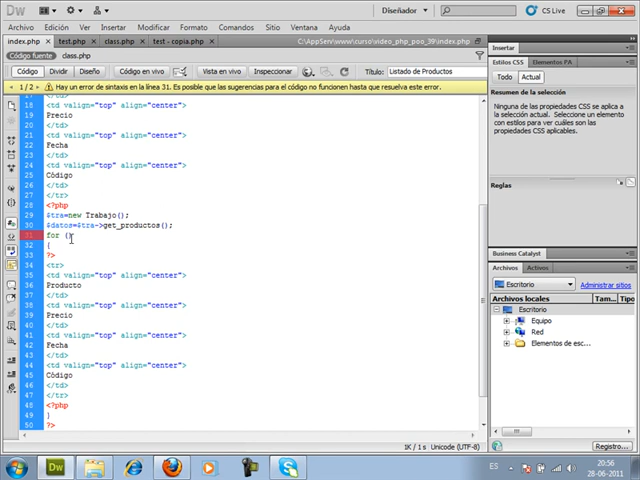 Dw
Diseñador
CS Live
Archivo Edición Ver Insertar Modificar Formato Comandos Sitio Ventana Ayuda
index.php × test.php × class.php × test - copia.php ×
C:\AppServ\www\curso\video_php_poo_39\index.php
Código fuente class.php
Código Dividir Diseño Código en vivo Vista en vivo Inspeccionar Título: Listado de Productos
1 / 2 Hay un error de sintaxis en la línea 31. Es posible que las sugerencias para el código no funcionen hasta que resuelva este error.
17 </td>
18 <td valign="top" align="center">
19 Precio
20 </td>
21 <td valign="top" align="center">
22 Fecha
23 </td>
24 <td valign="top" align="center">
25 Código
26 </td>
27 </tr>
28 <?php
29 $tra=new Trabajo();
30 $datos=$tra->get_productos();
31 for ()
32 {
33 ?>
34 <tr>
35 <td valign="top" align="center">
36 Producto
37 </td>
38 <td valign="top" align="center">
39 Precio
40 </td>
41 <td valign="top" align="center">
42 Fecha
43 </td>
44 <td valign="top" align="center">
45 Código
46 </td>
47 </tr>
48 <?php
49 }
50 ?>
1K / 1 s Unicode (UTF-8)
Insertar
Estilos CSS Elementos PA
Todo Actual
Resumen de la selección
Ninguna de las propiedades CSS se aplica a
la selección actual. Seleccione un
elemento con estilos para ver cuáles son las
propiedades CSS aplicables.
Reglas
Business Catalyst
Archivos Activos
Escritorio Administrar sitios
Archivos locales Tam... Tipo
Escritorio
Equipo
Red
Elementos de esc...
Registro...
Dw
ES
20:56
28-06-2011